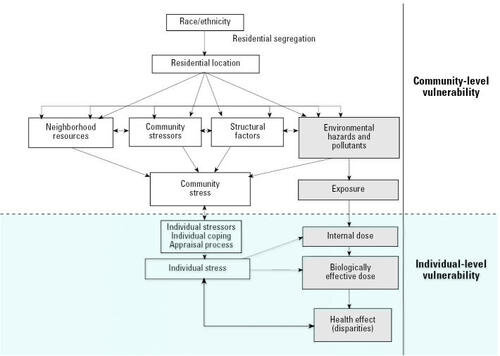 Race/ethnicity
Residential segregation
Residential location
Community-level
vulnerability
Neighborhood
resources
Community
stressors
Structural
factors
Environmental
hazards and
pollutants
Community
stress
Exposure
Individual stressors
Individual coping
Appraisal process
Internal dose
Individual stress
Biologically
effective dose
Individual-level
vulnerability
Health effect
(disparities)